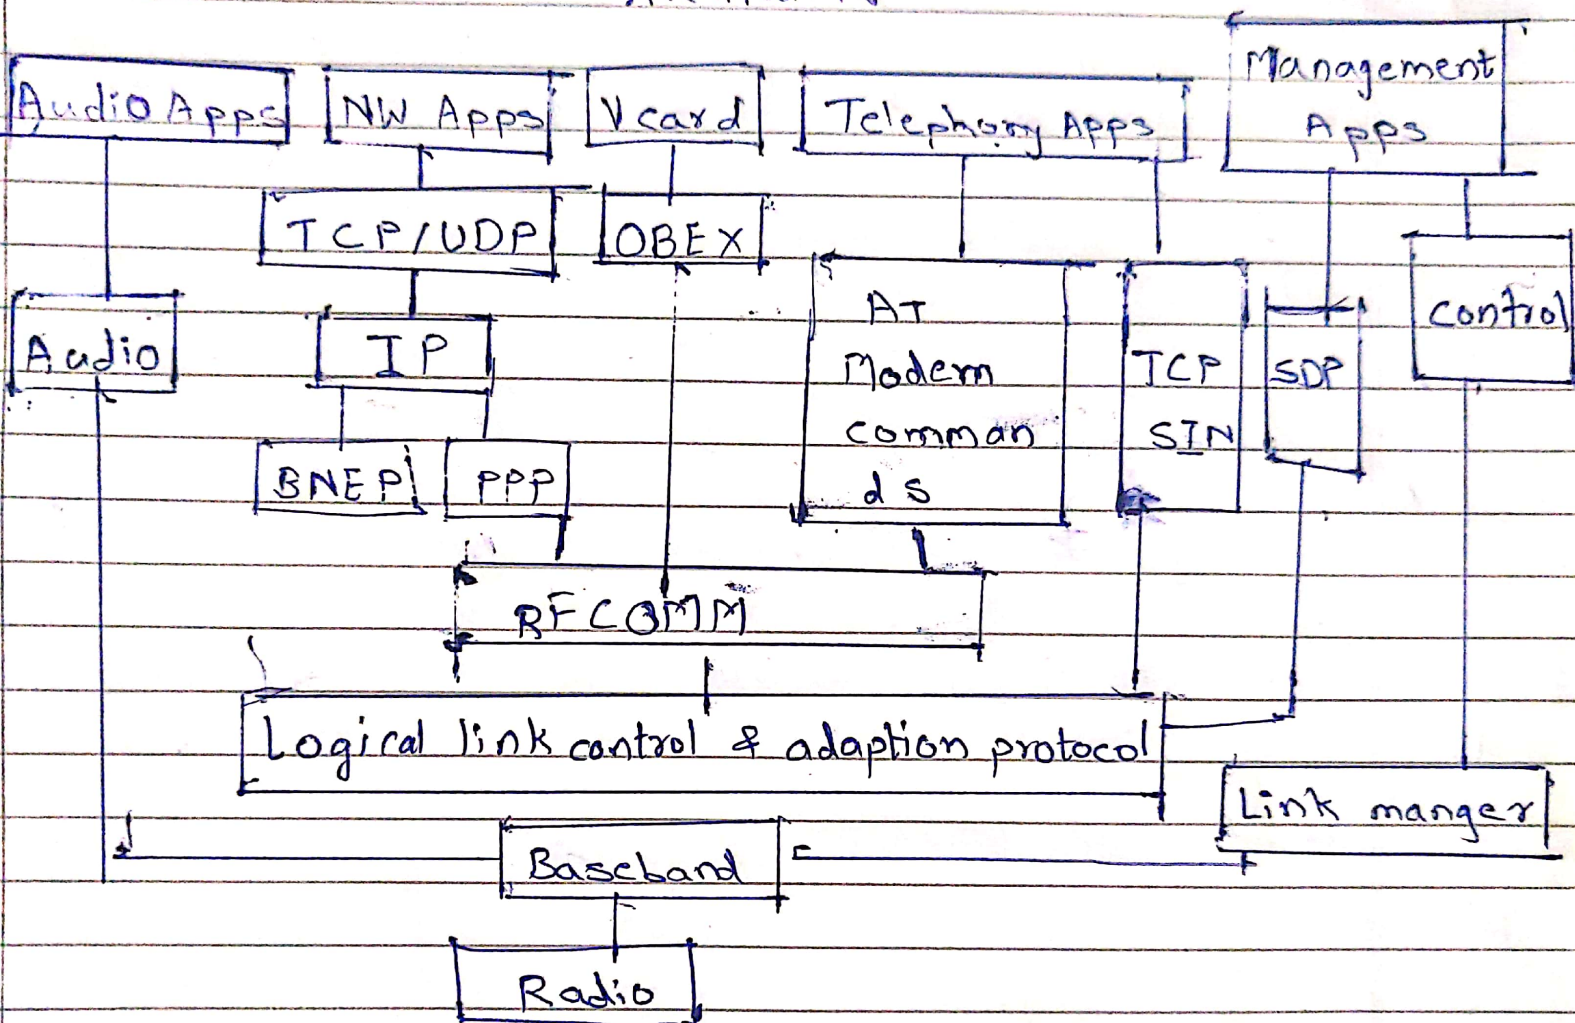 Audio Apps
NW Apps
Vcard
Telephony Apps
Management
Apps
TCP/UDP
OBEX
Audio
IP
AT
Modem
comman
ds
TCP
SIN
SDP
control
BNEP
PPP
RFCOMM
Logical link control & adaption protocol
Link manger
Baseband
Radio